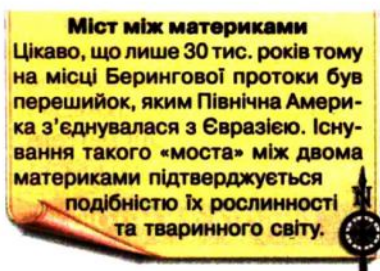 Міст між материками
Цікаво, що лише 30 тис. років тому
на місці Берингової протоки був
перешийок, яким Північна Амери-
ка з’єднувалася з Євразією. Існу-
вання такого «моста» між двома
материками підтверджується
подібністю їх рослинності
та тваринного світу.
N